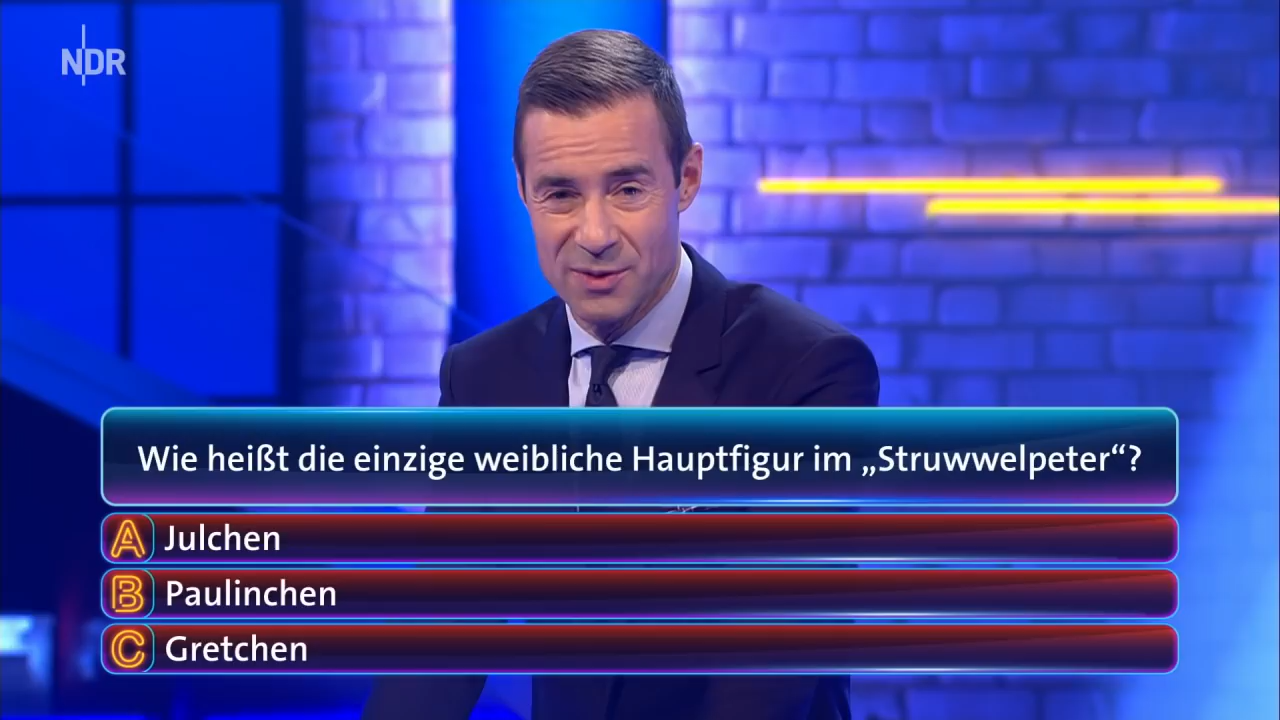 NDR
Wie heißt die einzige weibliche Hauptfigur im „Struwwelpeter“?
A Julchen
B Paulinchen
C Gretchen